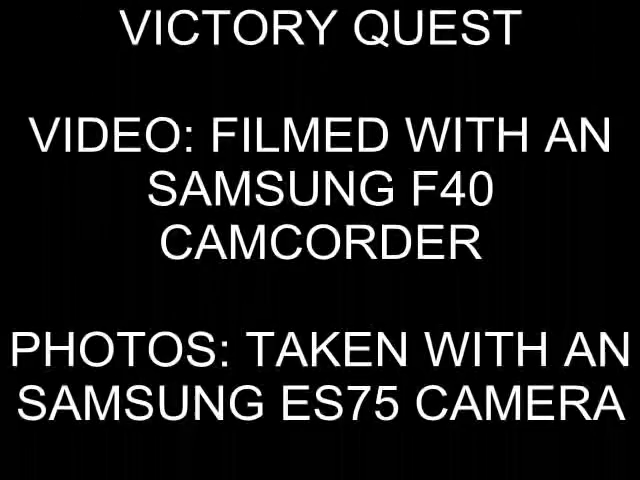 VICTORY QUEST
VIDEO: FILMED WITH AN
SAMSUNG F40
CAMCORDER
PHOTOS: TAKEN WITH AN
SAMSUNG ES75 CAMERA